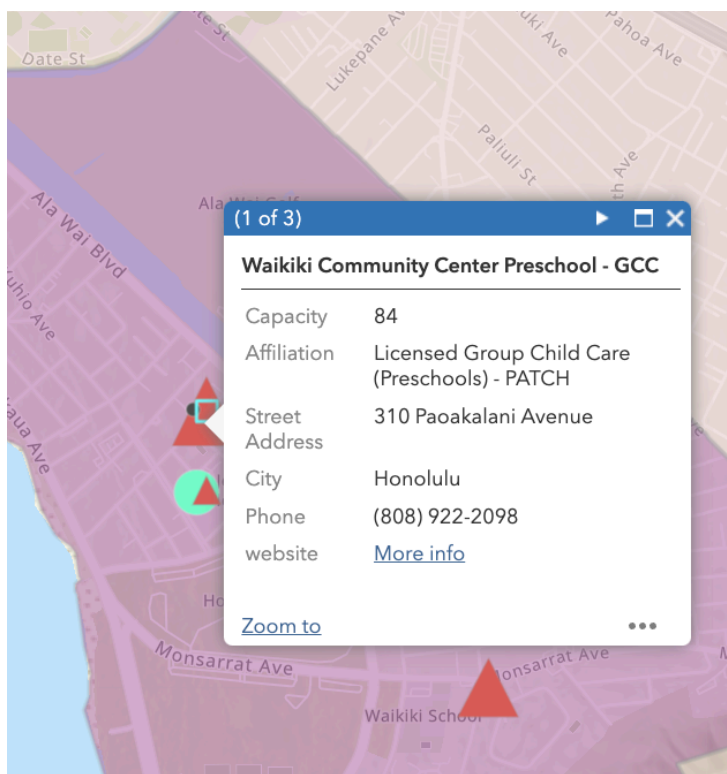 Date St
Lukepane Ave
Pahoa Ave
Paliuli St
Ala Wai Golf
Ala Wai Blvd
Kuhio Ave
(1 of 3)
Waikiki Community Center Preschool - GCC
Capacity 84
Affiliation Licensed Group Child Care
(Preschools) - PATCH
Street 310 Paoakalani Avenue
Address
City Honolulu
Phone (808) 922-2098
website More info
Zoom to
Monsarrat Ave
Monsarrat Ave
Waikiki School